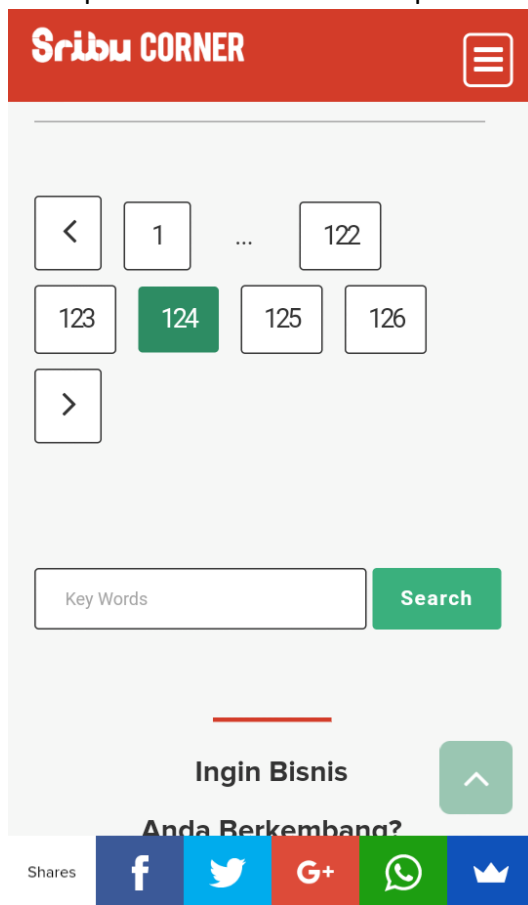 Sribu CORNER
1 ... 122
123 124 125 126
Key Words Search
Ingin Bisnis
Anda Berkembang?
Shares f G+